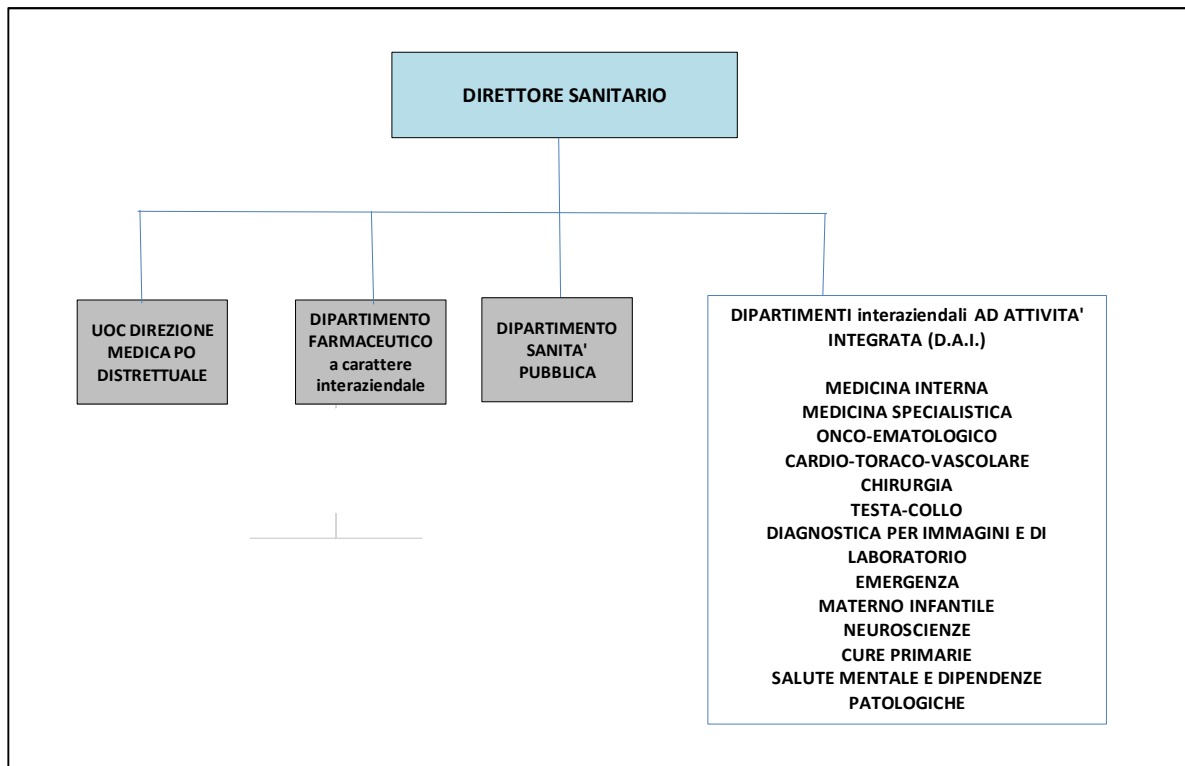 DIRETTORE SANITARIO
UOC DIREZIONE
MEDICA PO
DISTRETTUALE
DIPARTIMENTO
FARMACEUTICO
a carattere
interaziendale
DIPARTIMENTO
SANITA' 
PUBBLICA
DIPARTIMENTI interaziendali AD ATTIVITA'
INTEGRATA (D.A.I.)
MEDICINA INTERNA
MEDICINA SPECIALISTICA
ONCO-EMATOLOGICO
CARDIO-TORACO-VASCOLARE
CHIRURGIA
TESTA-COLLO
DIAGNOSTICA PER IMMAGINI E DI
LABORATORIO
EMERGENZA
MATERNO INFANTILE
NEUROSCIENZE
CURE PRIMARIE
SALUTE MENTALE E DIPENDENZE
PATOLOGICHE